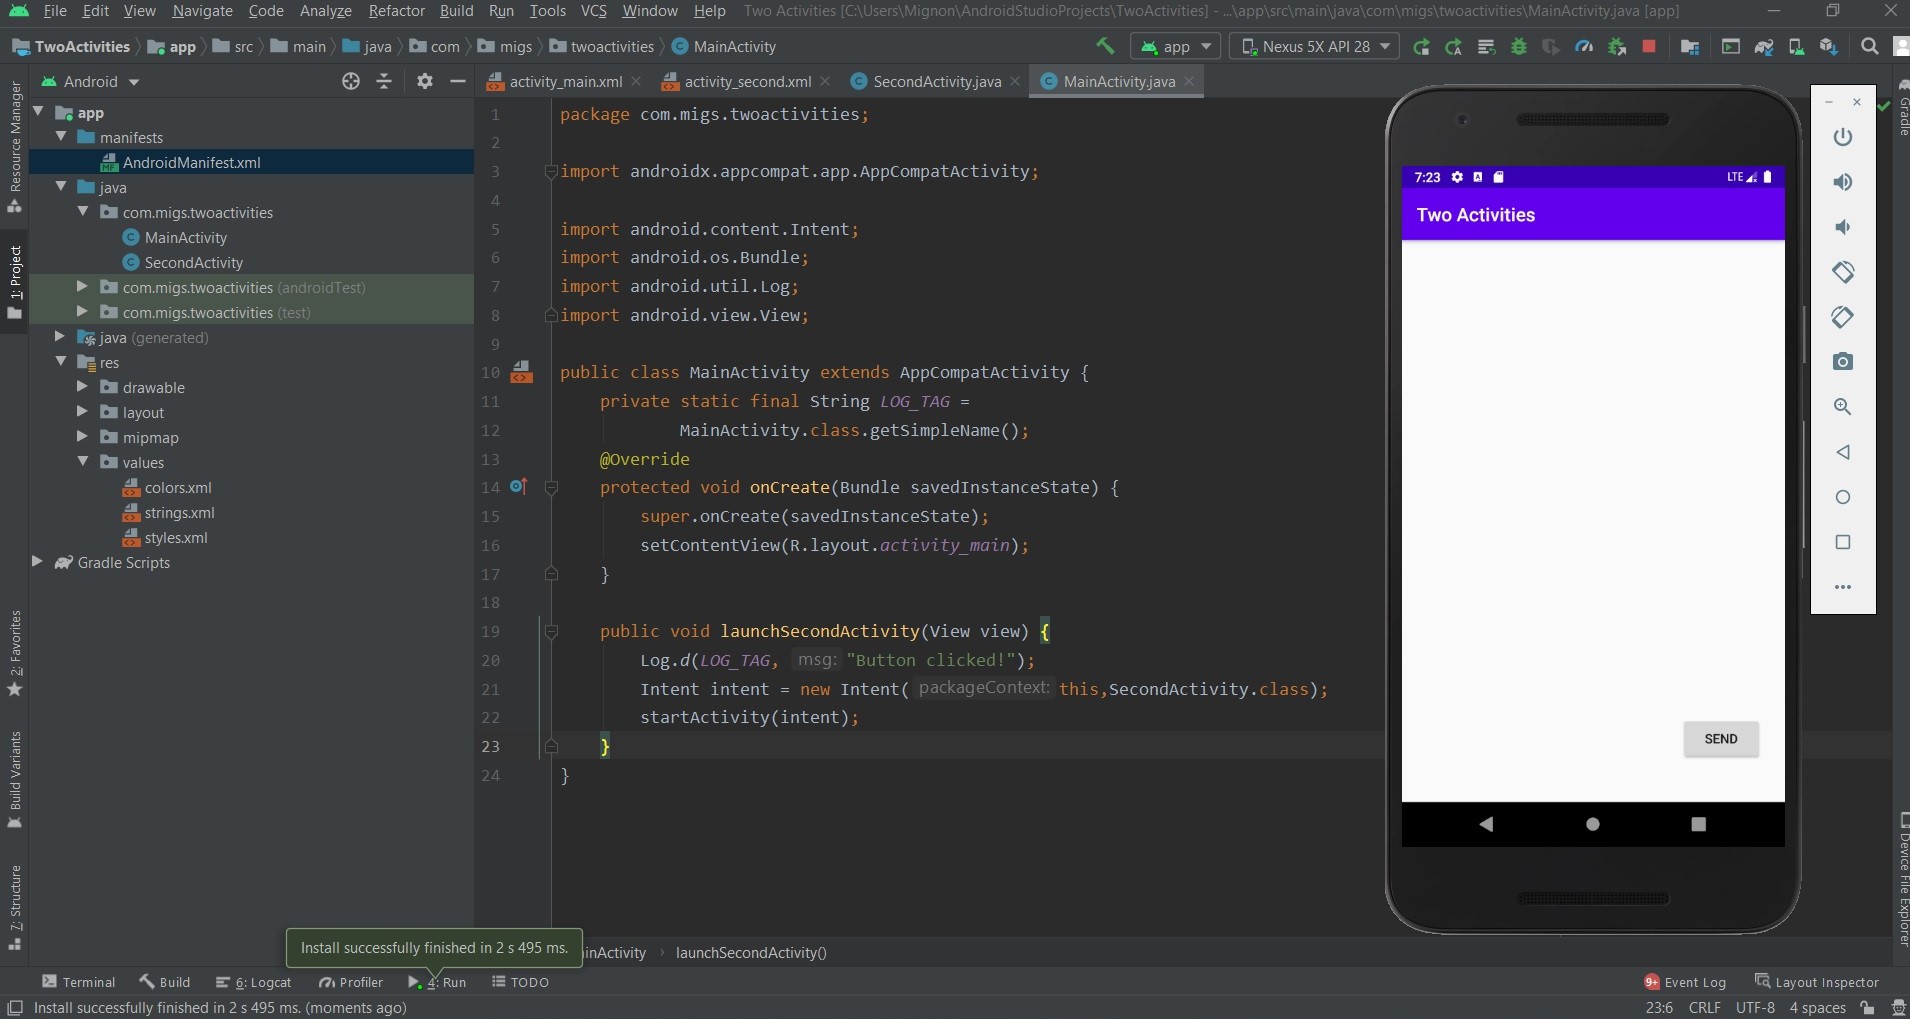 File Edit View Navigate Code Analyze Refactor Build Run Tools VCS Window Help Two Activities [C:\Users\Mignon\AndroidStudioProjects\TwoActivities] - ...\app\src\main\java\com\migs\twoactivities\MainActivity.java [app]
TwoActivities app src main java com migs twoactivities MainActivity app Nexus 5X API 28
Android
activity_main.xml activity_second.xml SecondActivity.java MainActivity.java
Resource Manager
1: Project
2: Favorites
Build Variants
7: Structure
app
manifests
AndroidManifest.xml
java
com.migs.twoactivities
MainActivity
SecondActivity
com.migs.twoactivities (androidTest)
com.migs.twoactivities (test)
java (generated)
res
drawable
layout
mipmap
values
colors.xml
strings.xml
styles.xml
Gradle Scripts
1 package com.migs.twoactivities;
2
3 import androidx.appcompat.app.AppCompatActivity;
4
5 import android.content.Intent;
6 import android.os.Bundle;
7 import android.util.Log;
8 import android.view.View;
9
10 public class MainActivity extends AppCompatActivity {
11 private static final String LOG_TAG =
12 MainActivity.class.getSimpleName();
13 @Override
14 protected void onCreate(Bundle savedInstanceState) {
15 super.onCreate(savedInstanceState);
16 setContentView(R.layout.activity_main);
17 }
18
19 public void launchSecondActivity(View view) {
20 Log.d(LOG_TAG, msg: "Button clicked!");
21 Intent intent = new Intent( packageContext: this,SecondActivity.class);
22 startActivity(intent);
23 }
24 }
7:23 LTE
Two Activities
SEND
Gradle
Device File Explorer
Install successfully finished in 2 s 495 ms.
inActivity › launchSecondActivity()
Terminal Build 6: Logcat Profiler 4: Run TODO 9+ Event Log Layout Inspector
Install successfully finished in 2 s 495 ms. (moments ago) 23:6 CRLF UTF-8 4 spaces